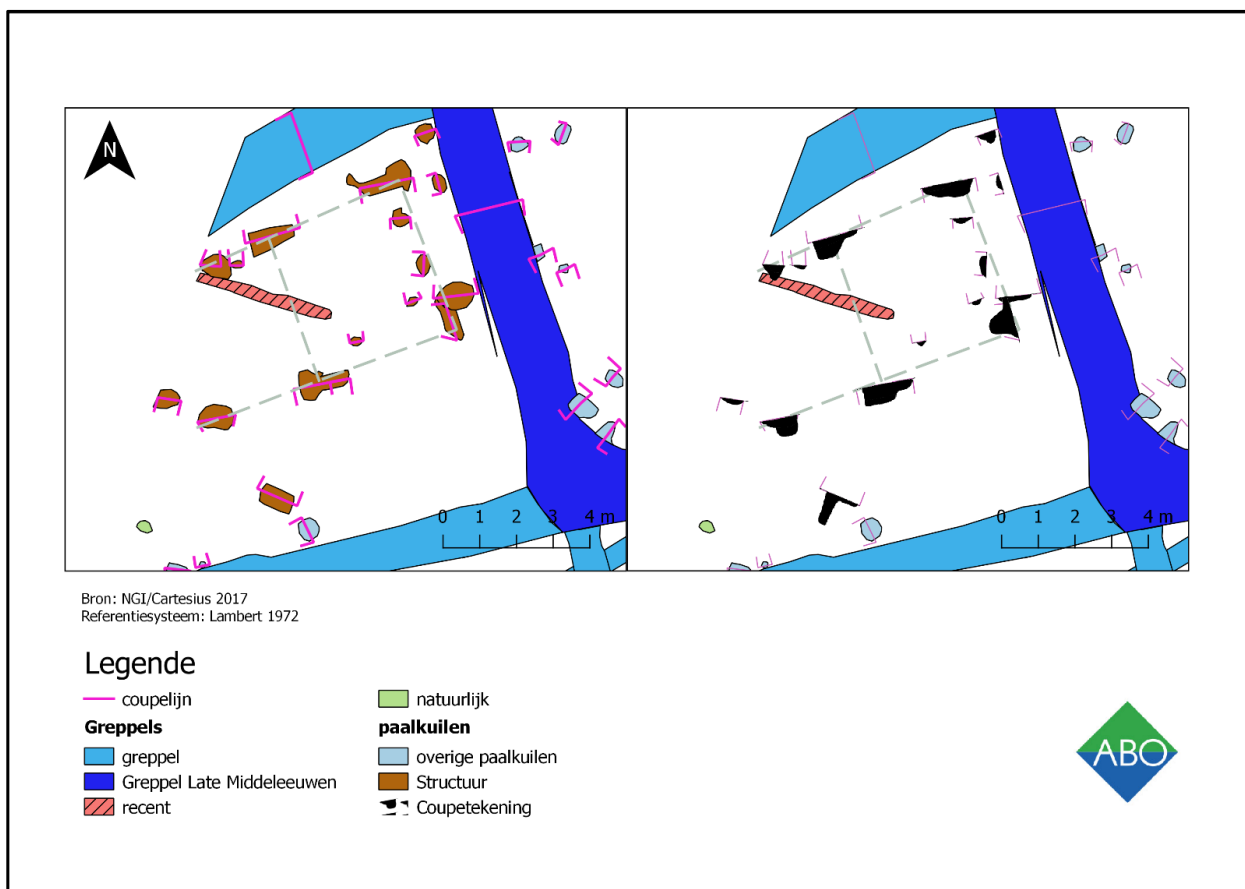 N
0 1 2 3 4 m
0 1 2 3 4 m
Bron: NGI/Cartesius 2017
Referentiesysteem: Lambert 1972
Legende
coupelijn
Greppels
greppel
Greppel Late Middeleeuwen
recent
natuurlijk
paalkuilen
overige paalkuilen
Structuur
Coupetekening
ABO